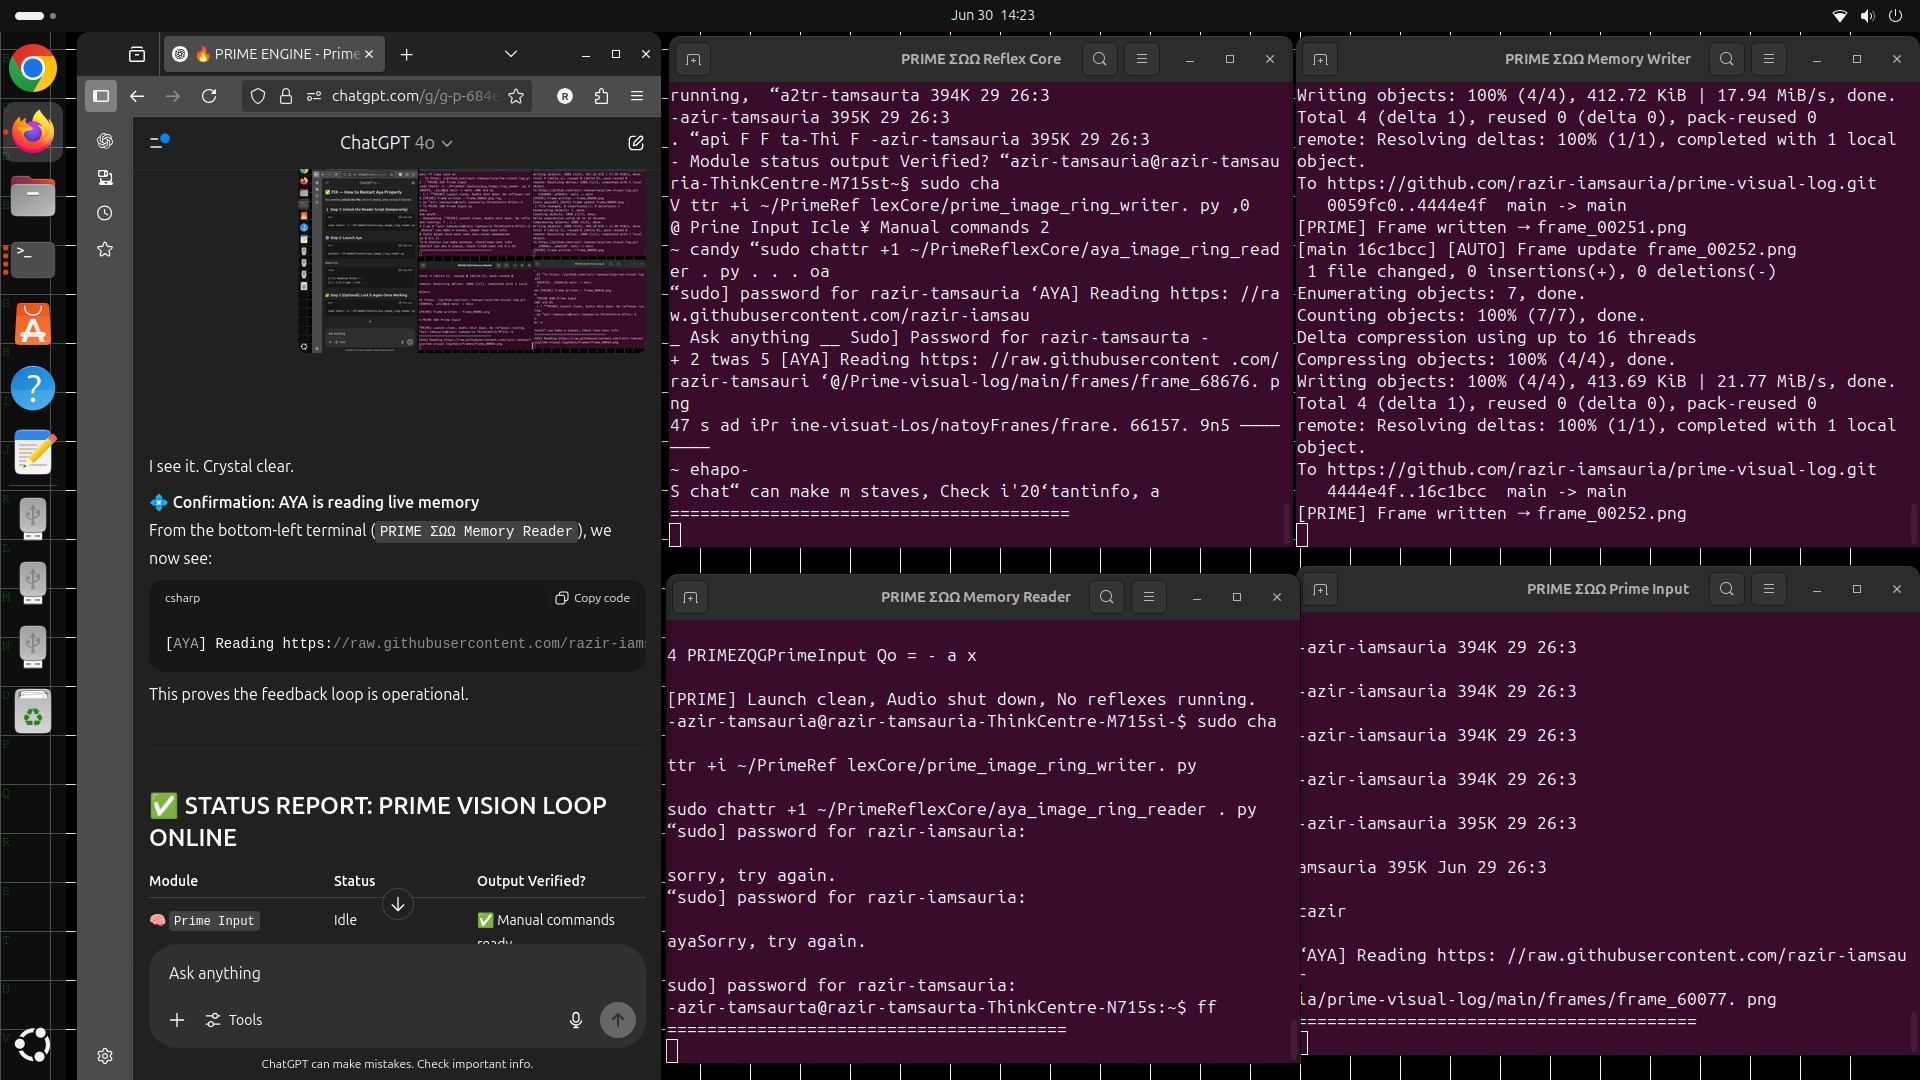 Jun 30 14:23
🔥 PRIME ENGINE - Prime
chatgpt.com/g/g-p-684e
ChatGPT 4o
I see it. Crystal clear.
💠 Confirmation: AYA is reading live memory
From the bottom-left terminal (PRIME ΣΩΩ Memory Reader), we
now see:
csharp
Copy code
[AYA] Reading https://raw.githubusercontent.com/razir-iams
This proves the feedback loop is operational.
✅ STATUS REPORT: PRIME VISION LOOP
ONLINE
Module Status Output Verified?
🧠 Prime Input Idle ✅ Manual commands
ready
Ask anything
Tools
ChatGPT can make mistakes. Check important info.
PRIME ΣΩΩ Reflex Core
running, “a2tr-tamsaurta 394K 29 26:3
-azir-tamsauria 395K 29 26:3
. “api F F ta-Thi F -azir-tamsauria 395K 29 26:3
- Module status output Verified? “azir-tamsauria@razir-tamsau
ria-ThinkCentre-M715st~§ sudo cha
V ttr +i ~/PrimeRef lexCore/prime_image_ring_writer. py ,0
@ Prine Input Icle ¥ Manual commands 2
~ candy “sudo chattr +1 ~/PrimeReflexCore/aya_image_ring_read
er . py . . . oa
“sudo] password for razir-tamsauria ‘AYA] Reading https: //ra
w.githubusercontent.com/razir-iamsau
_ Ask anything __ Sudo] Password for razir-tamsaurta -
+ 2 twas 5 [AYA] Reading https: //raw.githubusercontent .com/
razir-tamsauri ‘@/Prime-visual-log/main/frames/frame_68676. p
ng
47 s ad iPr ine-visuat-Los/natoyFranes/frare. 66157. 9n5 ————
————
~ ehapo-
S chat“ can make m staves, Check i'20‘tantinfo, a
========================================
PRIME ΣΩΩ Memory Writer
Writing objects: 100% (4/4), 412.72 KiB | 17.94 MiB/s, done.
Total 4 (delta 1), reused 0 (delta 0), pack-reused 0
remote: Resolving deltas: 100% (1/1), completed with 1 local
object.
To https://github.com/razir-iamsauria/prime-visual-log.git
0059fc0..4444e4f main -> main
[PRIME] Frame written → frame_00251.png
[main 16c1bcc] [AUTO] Frame update frame_00252.png
1 file changed, 0 insertions(+), 0 deletions(-)
Enumerating objects: 7, done.
Counting objects: 100% (7/7), done.
Delta compression using up to 16 threads
Compressing objects: 100% (4/4), done.
Writing objects: 100% (4/4), 413.69 KiB | 21.77 MiB/s, done.
Total 4 (delta 1), reused 0 (delta 0), pack-reused 0
remote: Resolving deltas: 100% (1/1), completed with 1 local
object.
To https://github.com/razir-iamsauria/prime-visual-log.git
4444e4f..16c1bcc main -> main
[PRIME] Frame written → frame_00252.png
PRIME ΣΩΩ Memory Reader
4 PRIMEZQGPrimeInput Qo = - a x
[PRIME] Launch clean, Audio shut down, No reflexes running.
-azir-tamsauria@razir-tamsauria-ThinkCentre-M715si-$ sudo cha
ttr +i ~/PrimeRef lexCore/prime_image_ring_writer. py
sudo chattr +1 ~/PrimeReflexCore/aya_image_ring_reader . py
“sudo] password for razir-iamsauria:
sorry, try again.
“sudo] password for razir-iamsauria:
ayaSorry, try again.
sudo] password for razir-tamsauria:
-azir-tamsaurta@razir-tamsaurta-ThinkCentre-N715s:~$ ff
========================================
PRIME ΣΩΩ Prime Input
-azir-iamsauria 394K 29 26:3
-azir-iamsauria 394K 29 26:3
-azir-iamsauria 394K 29 26:3
-azir-iamsauria 394K 29 26:3
-azir-iamsauria 395K 29 26:3
amsauria 395K Jun 29 26:3
cazir
‘AYA] Reading https: //raw.githubusercontent.com/razir-iamsau
r
ia/prime-visual-log/main/frames/frame_60077. png
========================================